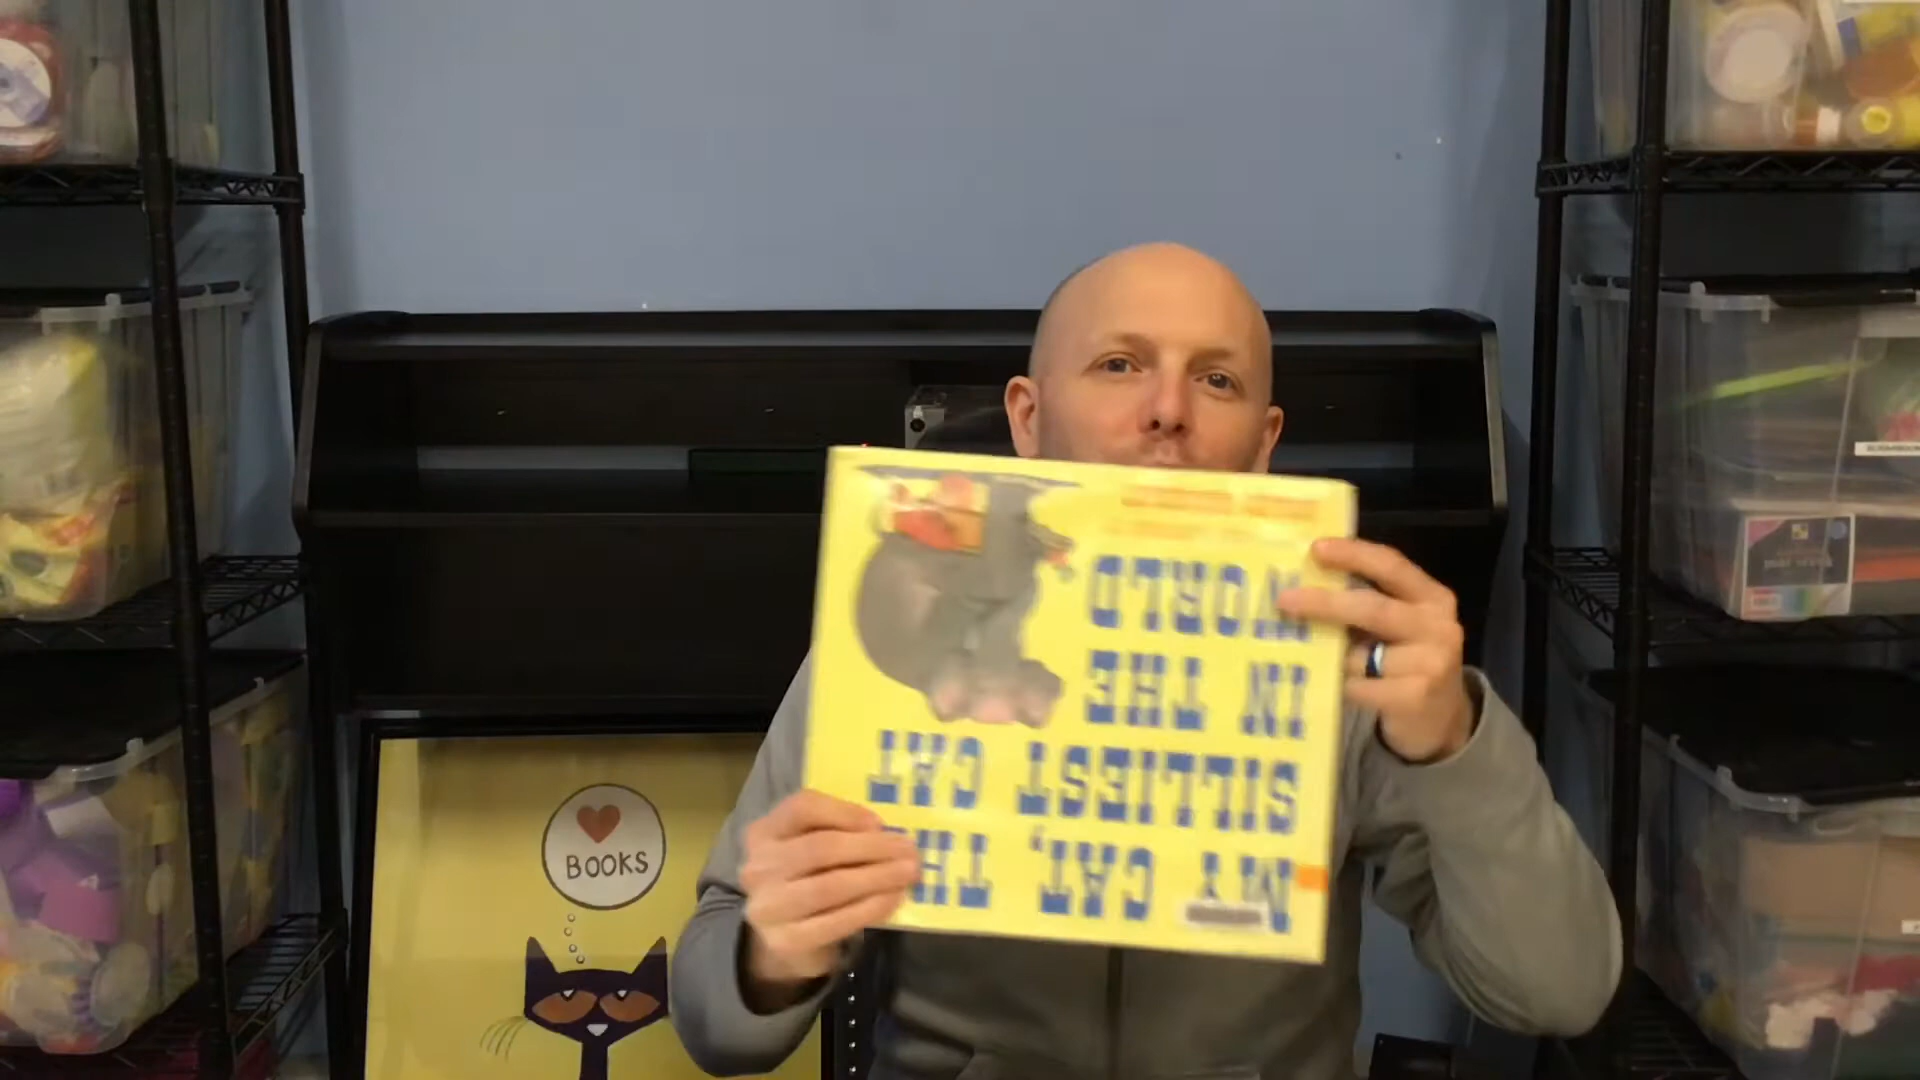 MY CAT, THE
SILLIEST CAT
IN THE
WORLD
BOOKS